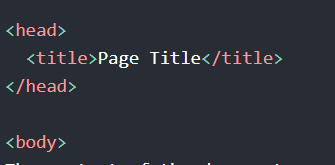 <head>
  <title>Page Title</title>
</head>
<body>